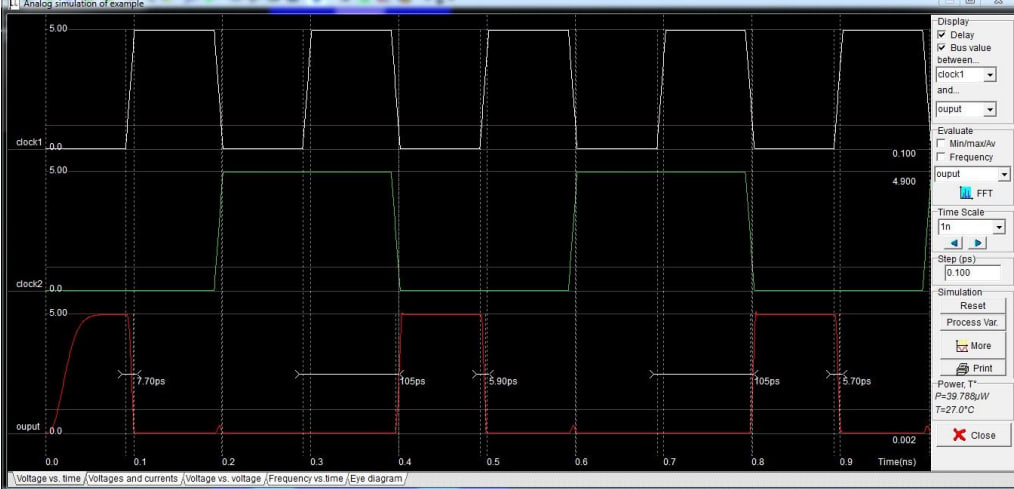 Analog simulation of example
5.00
clock1 0.0
0.100
5.00
4.900
clock2 0.0
5.00
7.70ps
105ps
5.90ps
105ps
5.70ps
ouput 0.0
0.002
0.0 0.1 0.2 0.3 0.4 0.5 0.6 0.7 0.8 0.9 Time(ns)
Voltage vs. time Voltages and currents Voltage vs. voltage Frequency vs.time Eye diagram
Display
Delay
Bus value
between...
clock1
and...
ouput
Evaluate
Min/max/Av
Frequency
ouput
FFT
Time Scale
1n
Step (ps)
0.100
Simulation
Reset
Process Var.
More
Print
Power, T°
P=39.788µW
T=27.0°C
Close